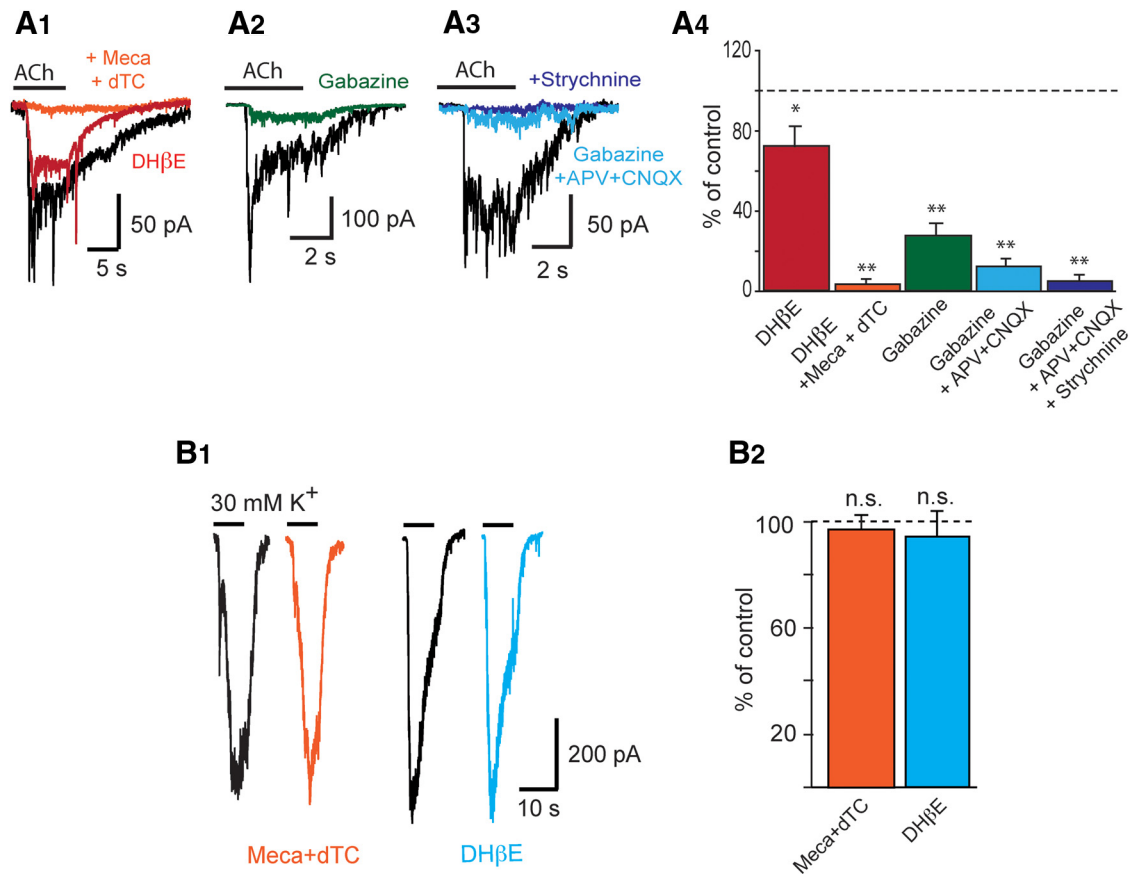 A1
ACh
+ Meca
+ dTC
DHβE
50 pA
5 s
A2
ACh
Gabazine
100 pA
2 s
A3
ACh
+Strychnine
Gabazine
+APV+CNQX
50 pA
2 s
A4
% of control
120
80
40
0
*
**
**
**
**
DHβE
DHβE
+Meca + dTC
Gabazine
Gabazine
+ APV+CNQX
Gabazine
+ APV+CNQX
+ Strychnine
B1
30 mM K+
200 pA
10 s
Meca+dTC
DHβE
B2
% of control
100
60
20
n.s.
n.s.
Meca+dTC
DHβE